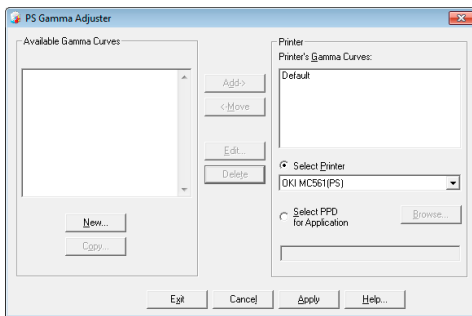 PS Gamma Adjuster
Available Gamma Curves
Add->
<-Move
Edit...
Delete
New...
Copy...
Printer
Printer's Gamma Curves:
Default
Select Printer
OKI MC561(PS)
Select PPD
for Application
Browse...
Exit
Cancel
Apply
Help...